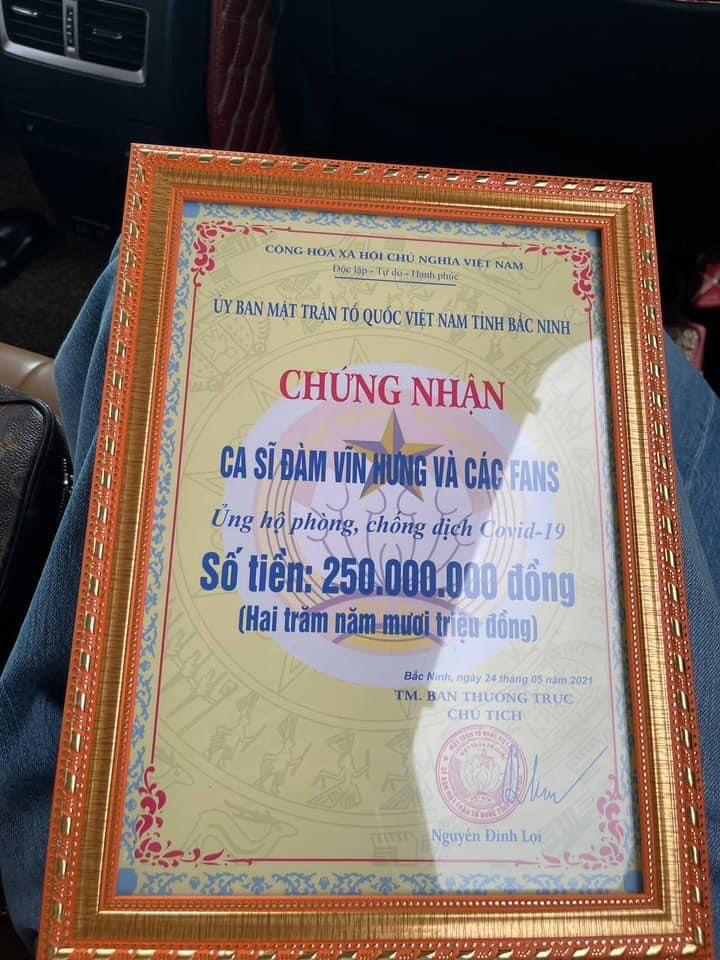 CỘNG HÒA XÃ HỘI CHỦ NGHĨA VIỆT NAM
Độc lập - Tự do - Hạnh phúc
ỦY BAN MẶT TRẬN TỔ QUỐC VIỆT NAM TỈNH BẮC NINH
CHỨNG NHẬN
CA SĨ ĐÀM VĨNH HƯNG VÀ CÁC FANS
Ủng hộ phòng, chống dịch Covid-19
Số tiền: 250.000.000 đồng
(Hai trăm năm mươi triệu đồng)
Bắc Ninh, ngày 24 tháng 05 năm 2021
TM. BAN THƯỜNG TRỰC
CHỦ TỊCH
Nguyễn Đình Lợi